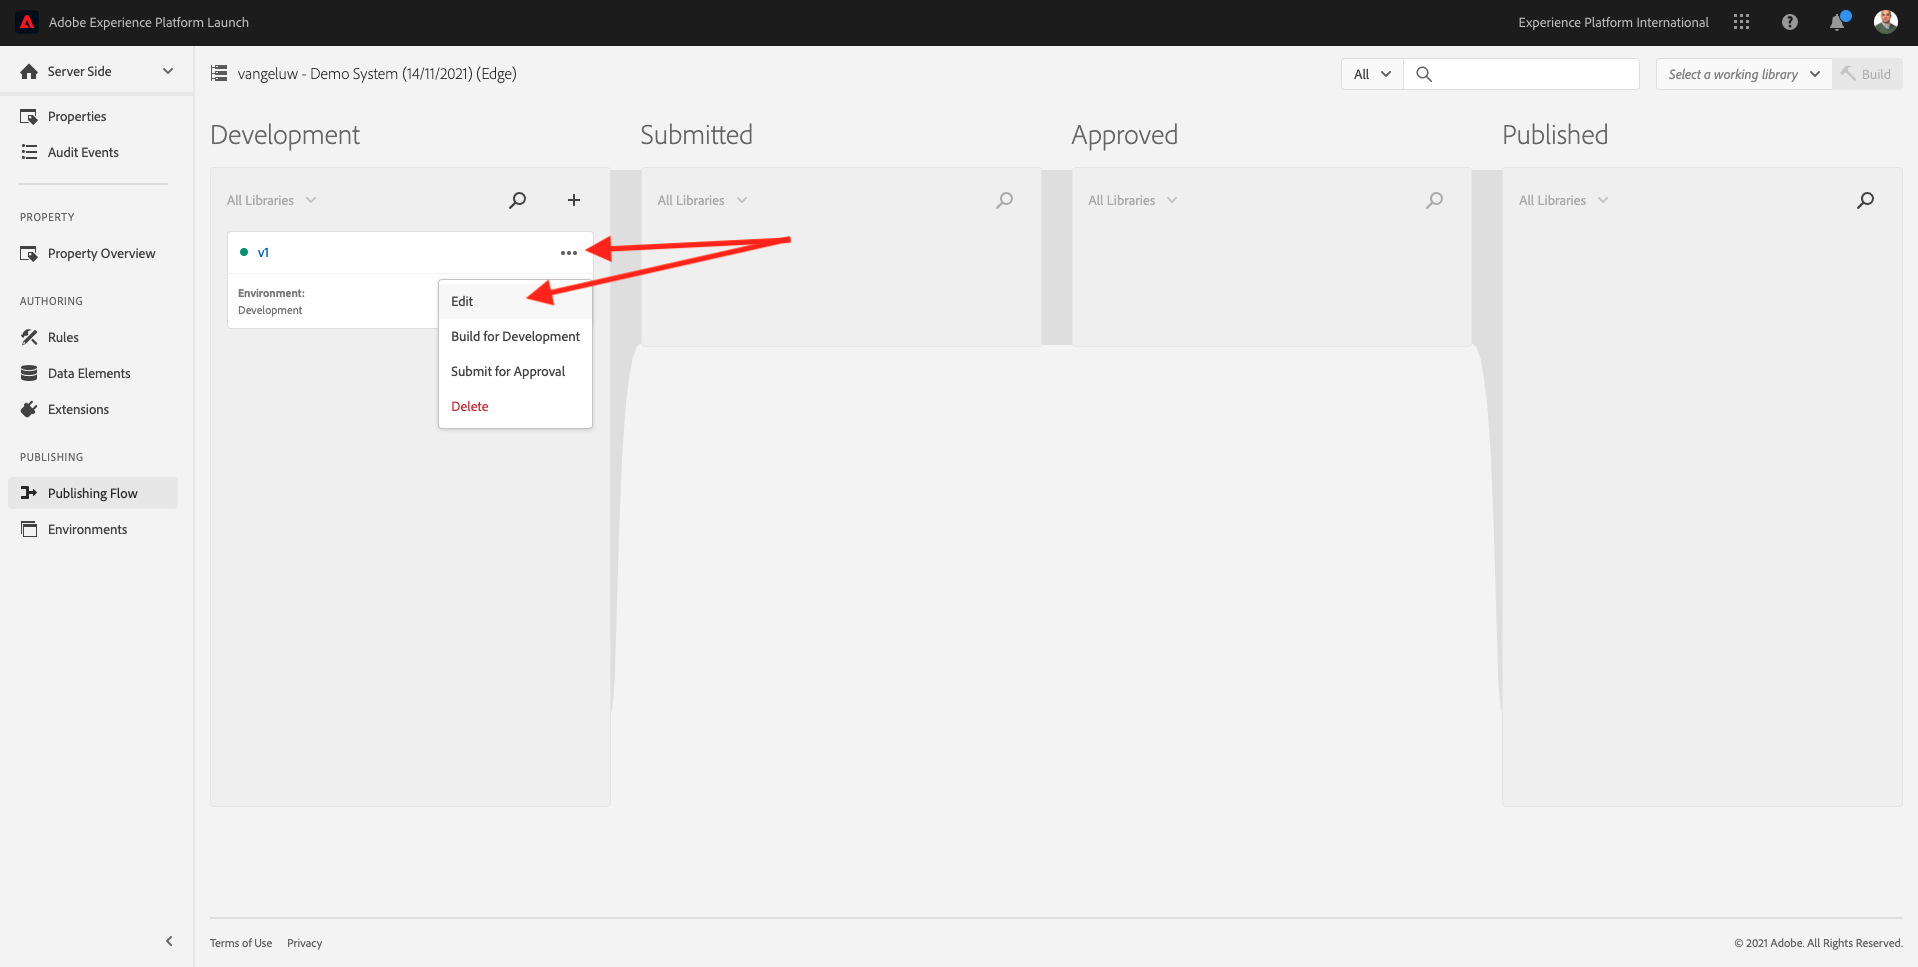 Adobe Experience Platform Launch
Experience Platform International
Server Side
vangeluw - Demo System (14/11/2021) (Edge)
All
Select a working library
Build
Properties
Audit Events
PROPERTY
Property Overview
AUTHORING
Rules
Data Elements
Extensions
PUBLISHING
Publishing Flow
Environments
Development
Submitted
Approved
Published
All Libraries
All Libraries
All Libraries
All Libraries
v1
Environment:
Development
Edit
Build for Development
Submit for Approval
Delete
Terms of Use Privacy
© 2021 Adobe. All Rights Reserved.